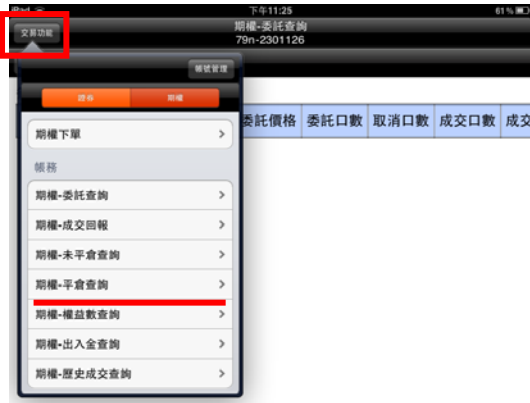 iPad
下午11:25
61%
交易功能
期權-委託查詢
79n-2301126
帳號管理
證券
期權
委託價格 委託口數 取消口數 成交口數 成交
期權下單
帳務
期權-委託查詢
期權-成交回報
期權-未平倉查詢
期權-平倉查詢
期權-權益數查詢
期權-出入金查詢
期權-歷史成交查詢